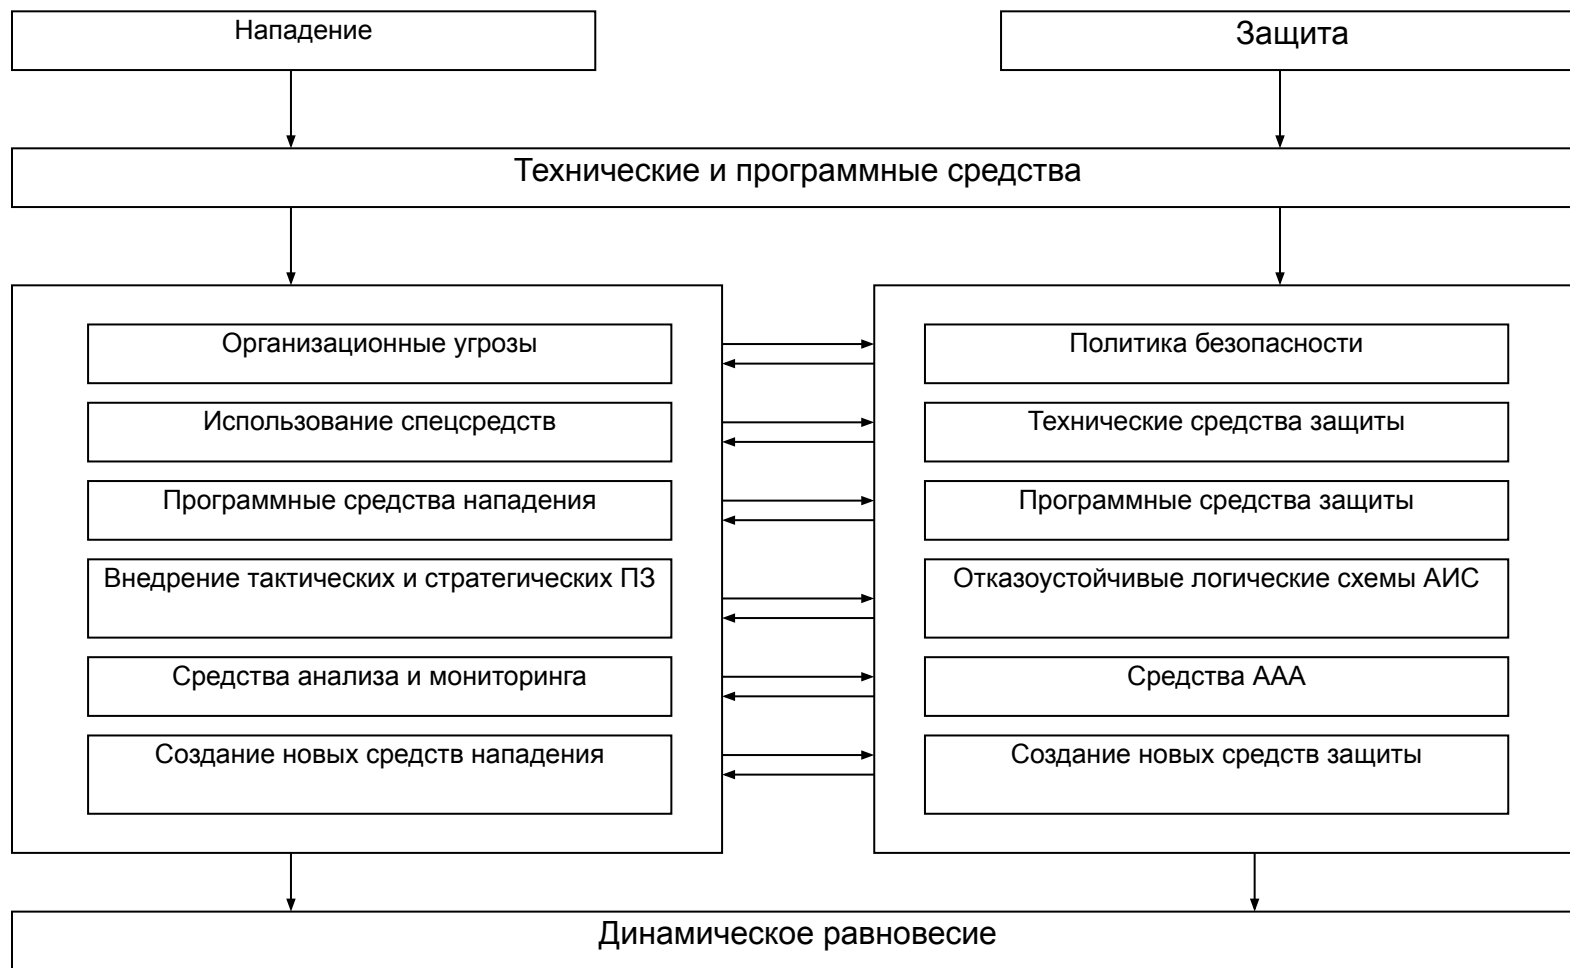 Нападение
Защита
Технические и программные средства
Организационные угрозы
Политика безопасности
Использование спецсредств
Технические средства защиты
Программные средства нападения
Программные средства защиты
Внедрение тактических и стратегических ПЗ
Отказоустойчивые логические схемы АИС
Средства анализа и мониторинга
Средства ААА
Создание новых средств нападения
Создание новых средств защиты
Динамическое равновесие